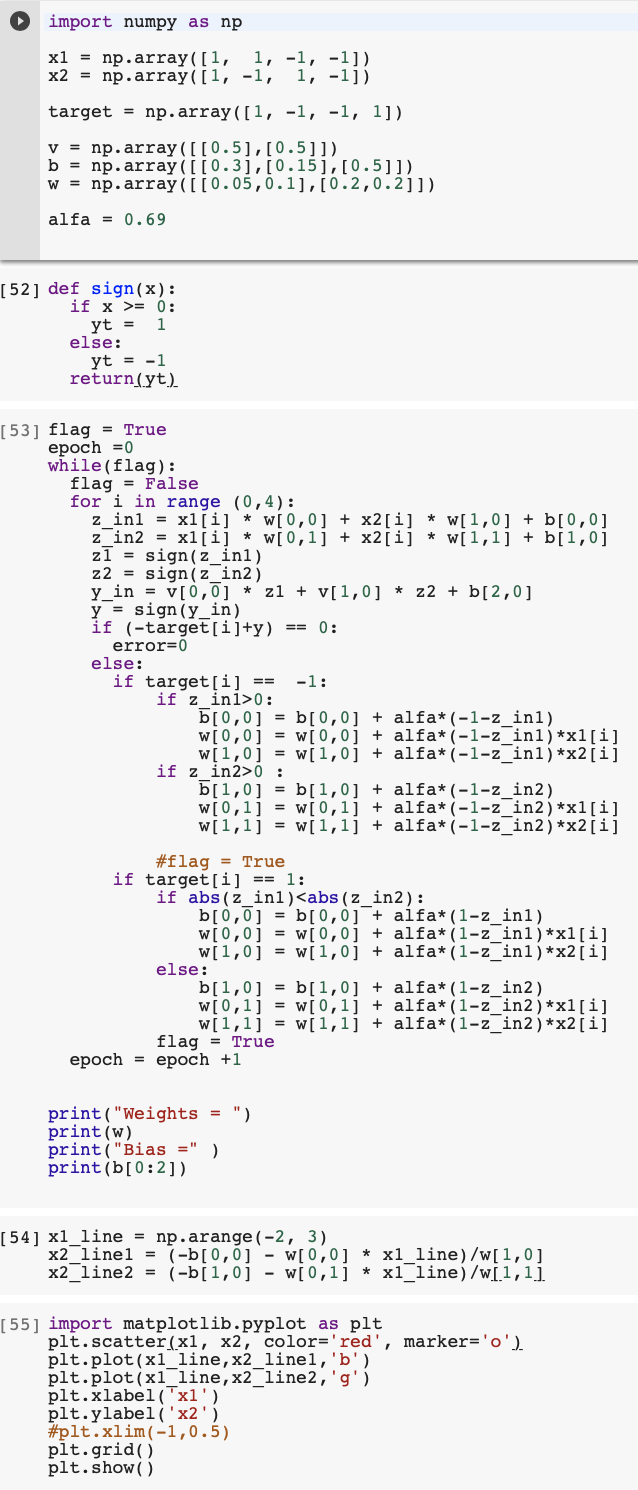 import numpy as np
x1 = np.array([1,  1, -1, -1])
x2 = np.array([1, -1,  1, -1])
target = np.array([1, -1, -1, 1])
v = np.array([[0.5],[0.5]])
b = np.array([[0.3],[0.15],[0.5]])
w = np.array([[0.05,0.1],[0.2,0.2]])
alfa = 0.69
[52] def sign(x):
  if x >= 0:
    yt =  1
  else:
    yt = -1
  return(yt)
[53] flag = True
epoch =0
while(flag):
  flag = False
  for i in range (0,4):
    z_in1 = x1[i] * w[0,0] + x2[i] * w[1,0] + b[0,0]
    z_in2 = x1[i] * w[0,1] + x2[i] * w[1,1] + b[1,0]
    z1 = sign(z_in1)
    z2 = sign(z_in2)
    y_in = v[0,0] * z1 + v[1,0] * z2 + b[2,0]
    y = sign(y_in)
    if (-target[i]+y) == 0:
      error=0
    else:
      if target[i] ==  -1:
          if z_in1>0:
              b[0,0] = b[0,0] + alfa*(-1-z_in1)
              w[0,0] = w[0,0] + alfa*(-1-z_in1)*x1[i]
              w[1,0] = w[1,0] + alfa*(-1-z_in1)*x2[i]
          if z_in2>0 :
              b[1,0] = b[1,0] + alfa*(-1-z_in2)
              w[0,1] = w[0,1] + alfa*(-1-z_in2)*x1[i]
              w[1,1] = w[1,1] + alfa*(-1-z_in2)*x2[i]
          #flag = True
      if target[i] == 1:
          if abs(z_in1)<abs(z_in2):
              b[0,0] = b[0,0] + alfa*(1-z_in1)
              w[0,0] = w[0,0] + alfa*(1-z_in1)*x1[i]
              w[1,0] = w[1,0] + alfa*(1-z_in1)*x2[i]
          else:
              b[1,0] = b[1,0] + alfa*(1-z_in2)
              w[0,1] = w[0,1] + alfa*(1-z_in2)*x1[i]
              w[1,1] = w[1,1] + alfa*(1-z_in2)*x2[i]
          flag = True
  epoch = epoch +1
print("Weights = ")
print(w)
print("Bias =" )
print(b[0:2])
[54] x1_line = np.arange(-2, 3)
x2_line1 = (-b[0,0] - w[0,0] * x1_line)/w[1,0]
x2_line2 = (-b[1,0] - w[0,1] * x1_line)/w[1,1]
[55] import matplotlib.pyplot as plt
plt.scatter(x1, x2, color='red', marker='o')
plt.plot(x1_line,x2_line1,'b')
plt.plot(x1_line,x2_line2,'g')
plt.xlabel('x1')
plt.ylabel('x2')
#plt.xlim(-1,0.5)
plt.grid()
plt.show()